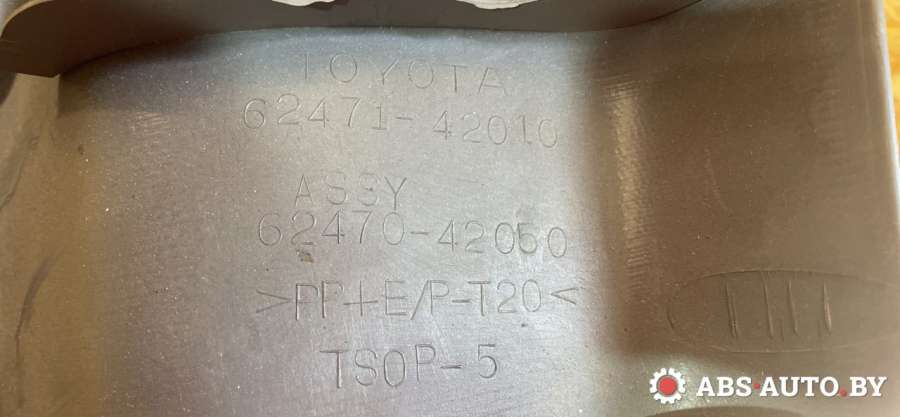 TOYOTA
62471-42010
ASSY
62470-42050
>PP+E/P-T20<
TSOP-5
ABS-AUTO.BY